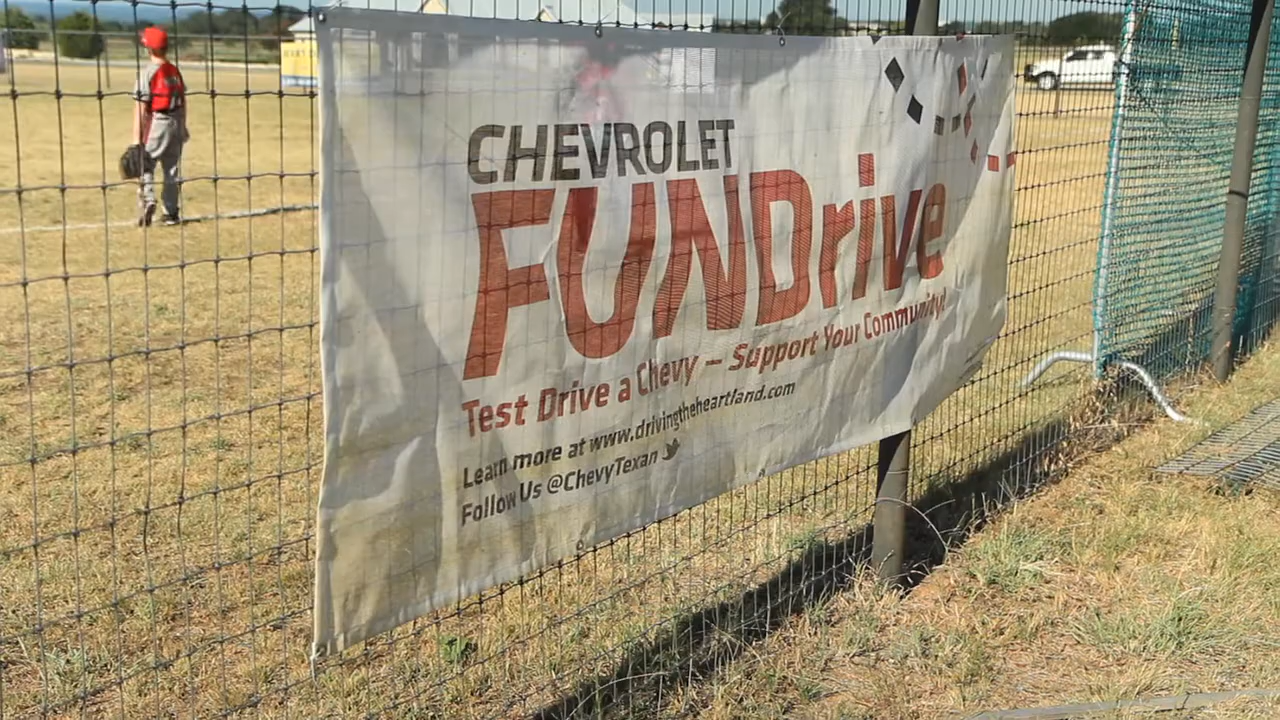 CHEVROLET
FUNDrive
Test Drive a Chevy – Support Your Community!
Learn more at www.drivingtheheartland.com
Follow Us @ChevyTexan